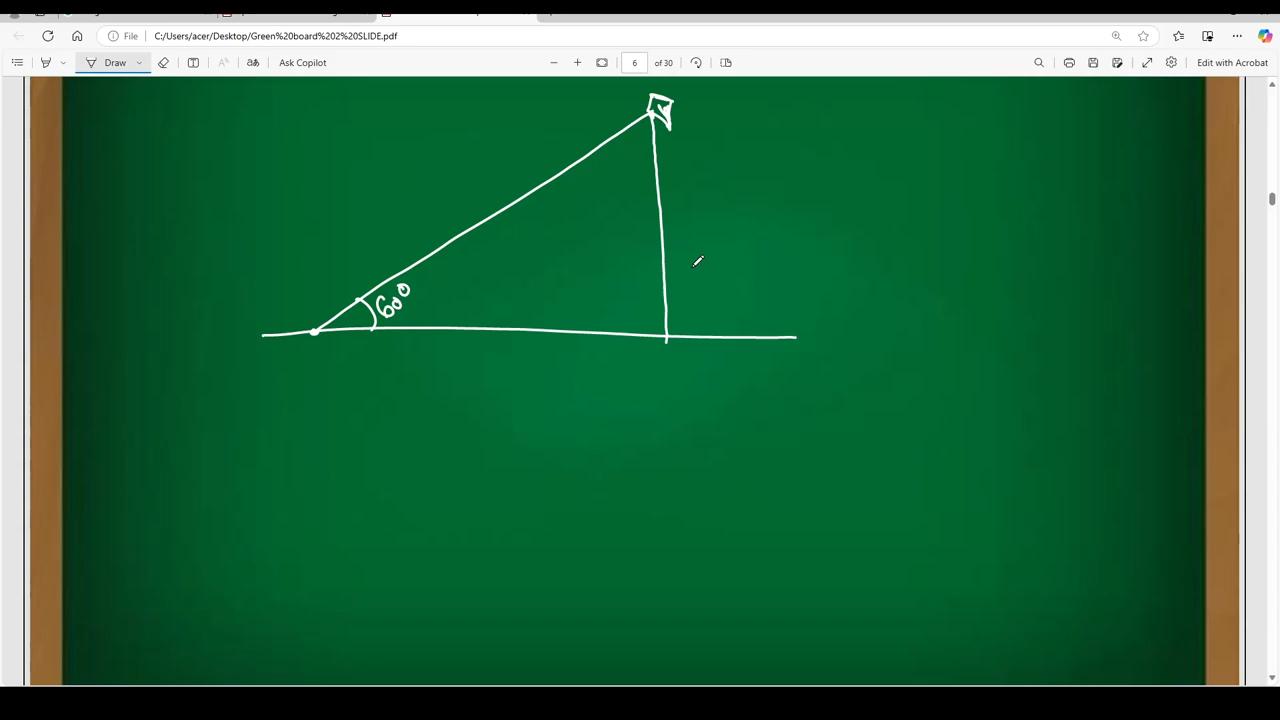 File
C:/Users/acer/Desktop/Green%20board%202%20SLIDE.pdf
Draw
Ask Copilot
6 of 30
Edit with Acrobat
60°